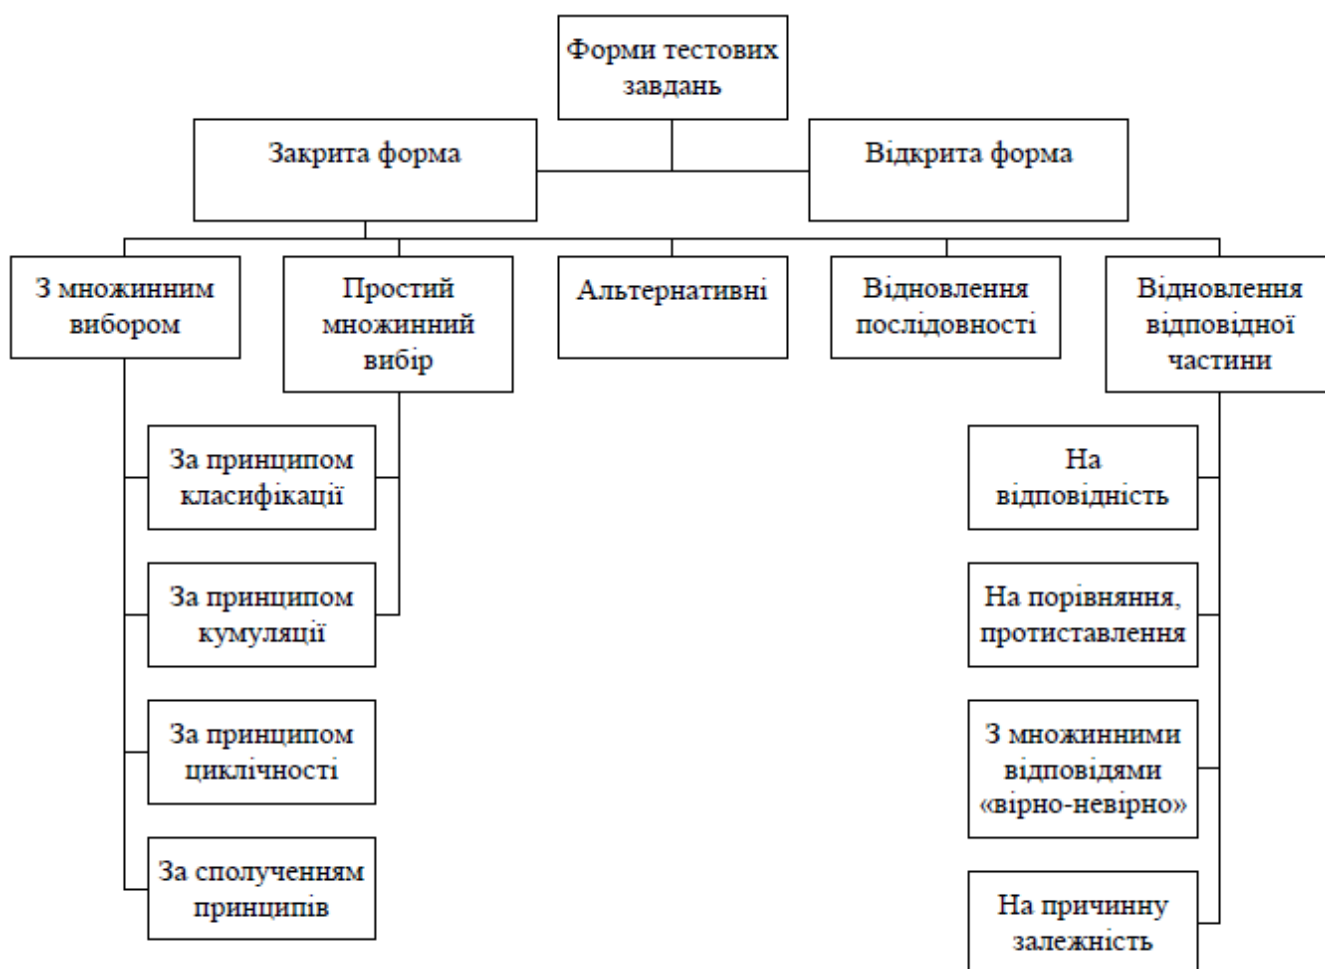 Форми тестових
завдань
Закрита форма
Відкрита форма
З множинним
вибором
Простий
множинний
вибір
Альтернативні
Відновлення
послідовності
Відновлення
відповідної
частини
За принципом
класифікації
За принципом
кумуляції
За принципом
циклічності
За сполученням
принципів
На
відповідність
На порівняння,
протиставлення
З множинними
відповідями
«вірно-невірно»
На причинну
залежність